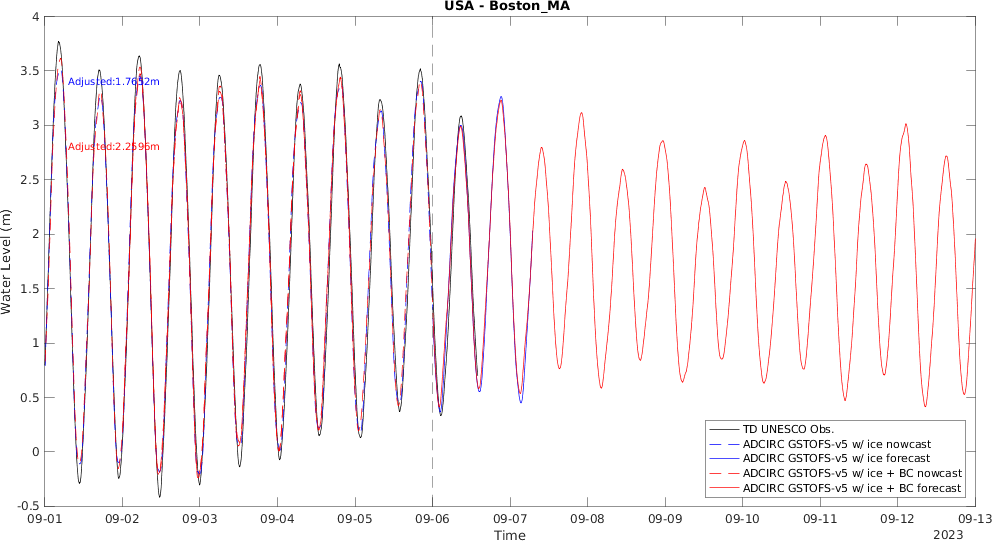 USA - Boston_MA
4
3.5
3
2.5
2
1.5
1
0.5
0
-0.5
Water Level (m)
Adjusted:1.7652m
Adjusted:2.2596m
TD UNESCO Obs.
ADCIRC GSTOFS-v5 w/ ice nowcast
ADCIRC GSTOFS-v5 w/ ice forecast
ADCIRC GSTOFS-v5 w/ ice + BC nowcast
ADCIRC GSTOFS-v5 w/ ice + BC forecast
09-01 09-02 09-03 09-04 09-05 09-06 09-07 09-08 09-09 09-10 09-11 09-12 09-13
Time
2023